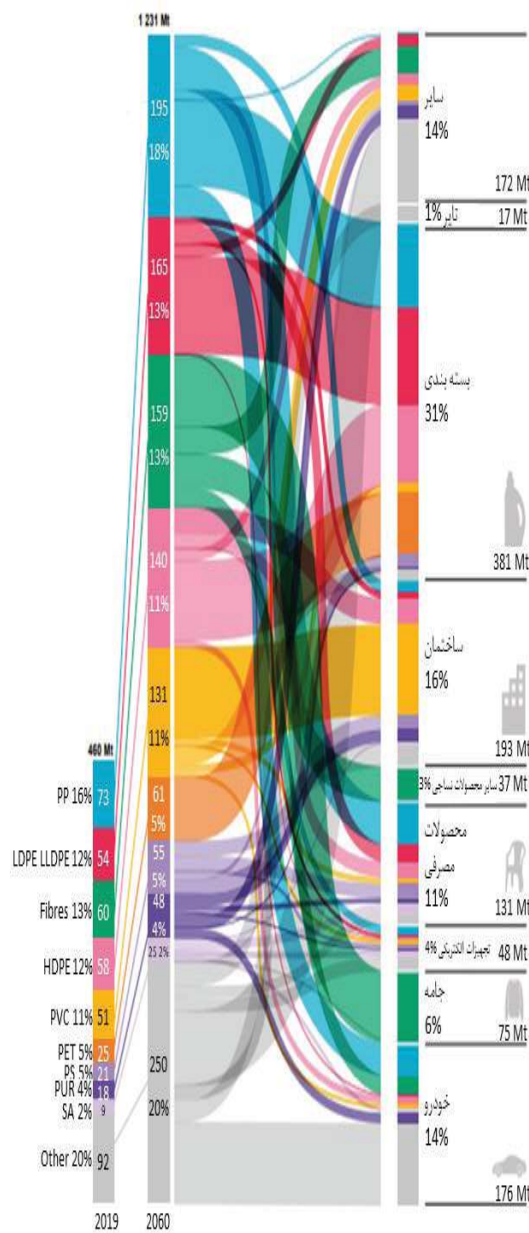 1 231 Mt
195
18%
165
13%
159
13%
140
11%
131
11%
61
5%
55
5%
48
4%
25 2%
250
20%
2060
460 Mt
PP 16% 73
LDPE LLDPE 12% 54
Fibres 13% 60
HDPE 12% 58
PVC 11% 51
PET 5% 25
PS 5% 21
PUR 4% 18
SA 2% 9
Other 20% 92
2019
سایر
14%
172 Mt
تایر 1%
17 Mt
بسته بندی
31%
381 Mt
ساختمان
16%
193 Mt
سایر محصولات نساجی 3%
37 Mt
محصولات
مصرفی
11%
131 Mt
تجهیزات الکتریکی 4%
48 Mt
جامه
6%
75 Mt
خودرو
14%
176 Mt